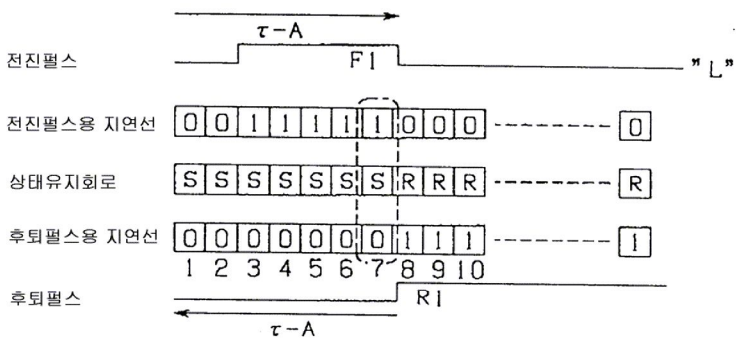 τ-A
전진펄스 F1 "L"
전진펄스용 지연선 0 0 1 1 1 1 1 0 0 0 0
상태유지회로 S S S S S S S R R R R
후퇴펄스용 지연선 0 0 0 0 0 0 0 1 1 1 1
1 2 3 4 5 6 7 8 9 10
후퇴펄스 R1
τ-A